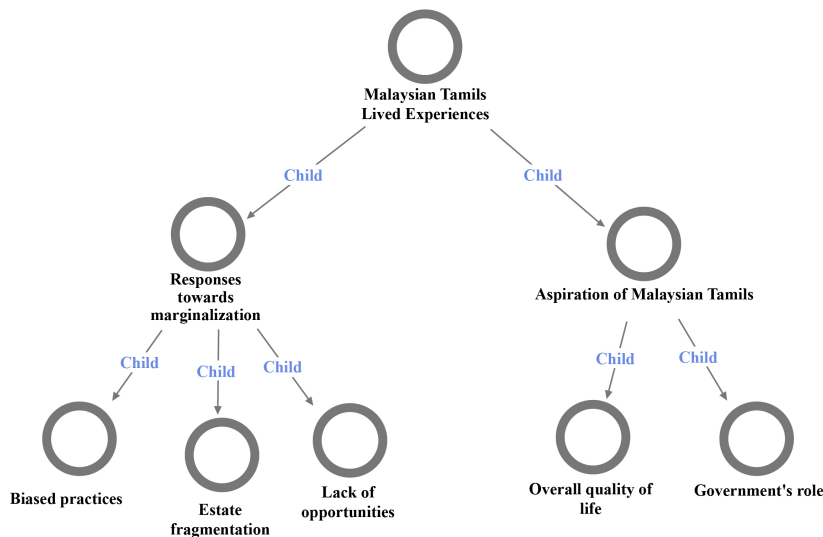 Malaysian Tamils
Lived Experiences
Child
Child
Responses
towards
marginalization
Aspiration of Malaysian Tamils
Child
Child
Child
Child
Child
Biased practices
Estate
fragmentation
Lack of
opportunities
Overall quality of
life
Government's role